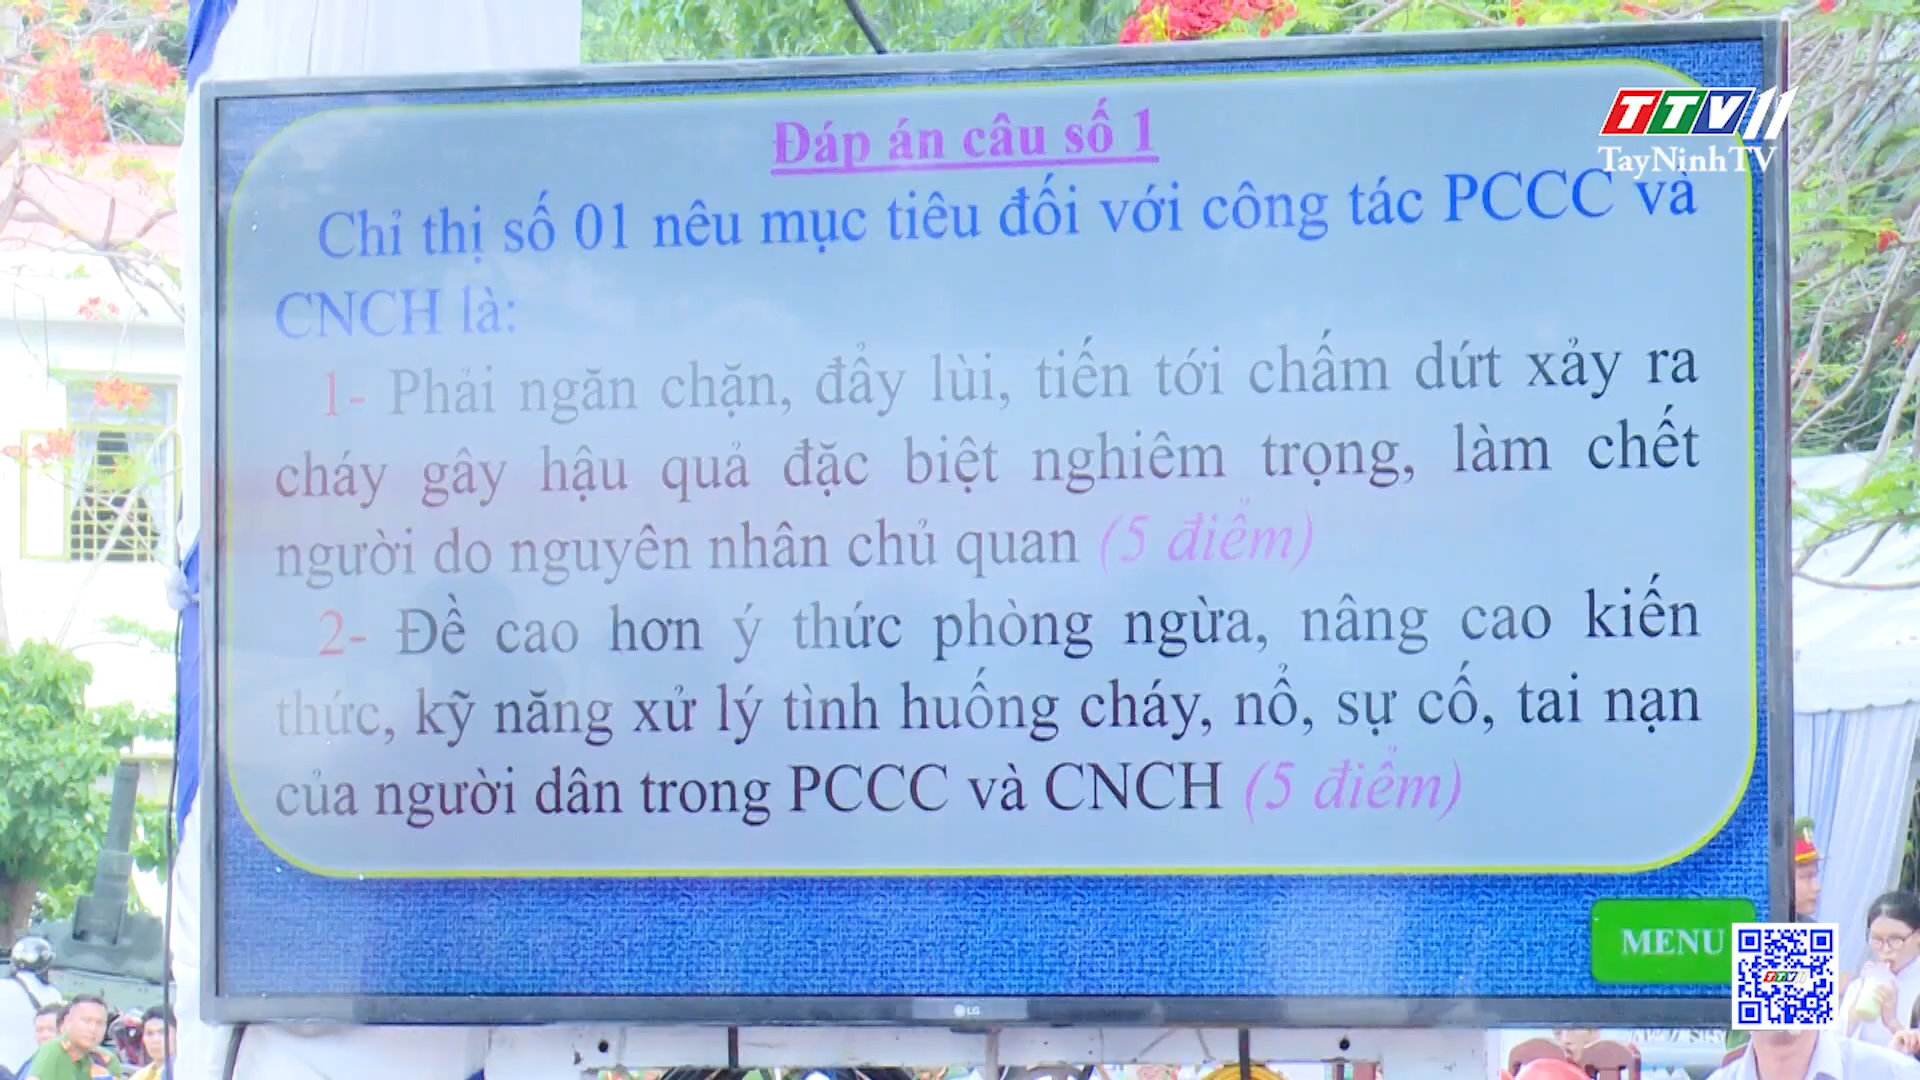 Đáp án câu số 1
TTV11
TayNinhTV
Chỉ thị số 01 nêu mục tiêu đối với công tác PCCC và
CNCH là:
1- Phải ngăn chặn, đẩy lùi, tiến tới chấm dứt xảy ra
cháy gây hậu quả đặc biệt nghiêm trọng, làm chết
người do nguyên nhân chủ quan (5 điểm)
2- Đề cao hơn ý thức phòng ngừa, nâng cao kiến
thức, kỹ năng xử lý tình huống cháy, nổ, sự cố, tai nạn
của người dân trong PCCC và CNCH (5 điểm)
MENU
TTV11
LG